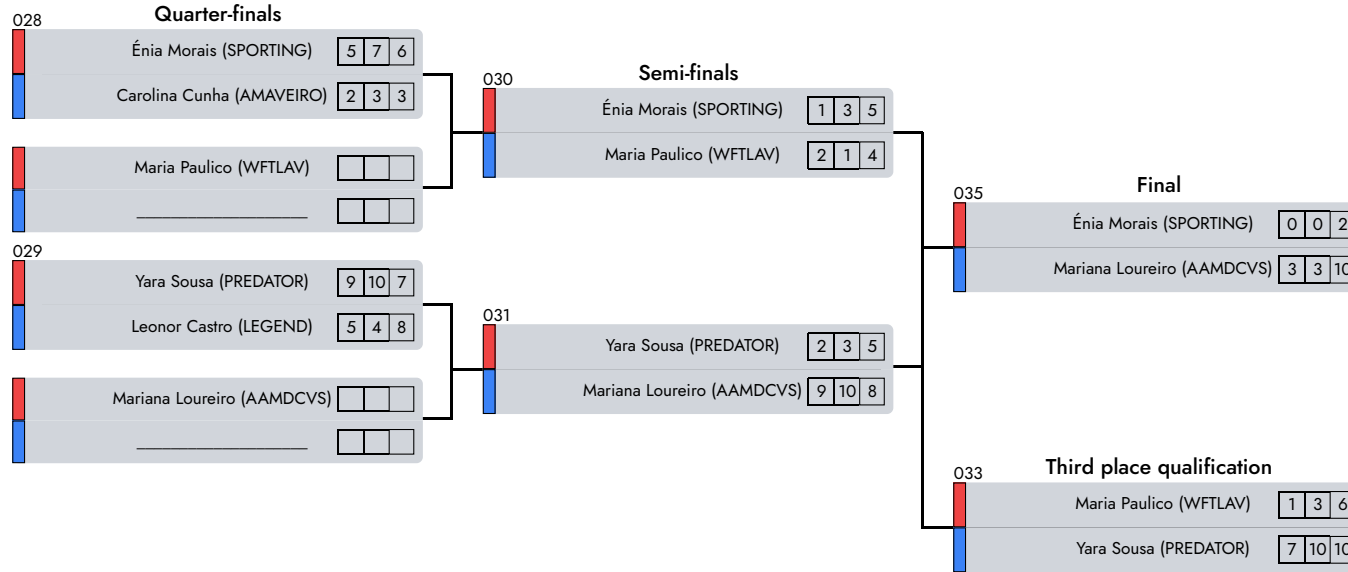 Quarter-finals
028
Énia Morais (SPORTING) 5 7 6
Carolina Cunha (AMAVEIRO) 2 3 3
Maria Paulico (WFTLAV)
____________________
029
Yara Sousa (PREDATOR) 9 10 7
Leonor Castro (LEGEND) 5 4 8
Mariana Loureiro (AAMDCVS)
____________________
Semi-finals
030
Énia Morais (SPORTING) 1 3 5
Maria Paulico (WFTLAV) 2 1 4
031
Yara Sousa (PREDATOR) 2 3 5
Mariana Loureiro (AAMDCVS) 9 10 8
Final
035
Énia Morais (SPORTING) 0 0 2
Mariana Loureiro (AAMDCVS) 3 3 10
Third place qualification
033
Maria Paulico (WFTLAV) 1 3 6
Yara Sousa (PREDATOR) 7 10 10